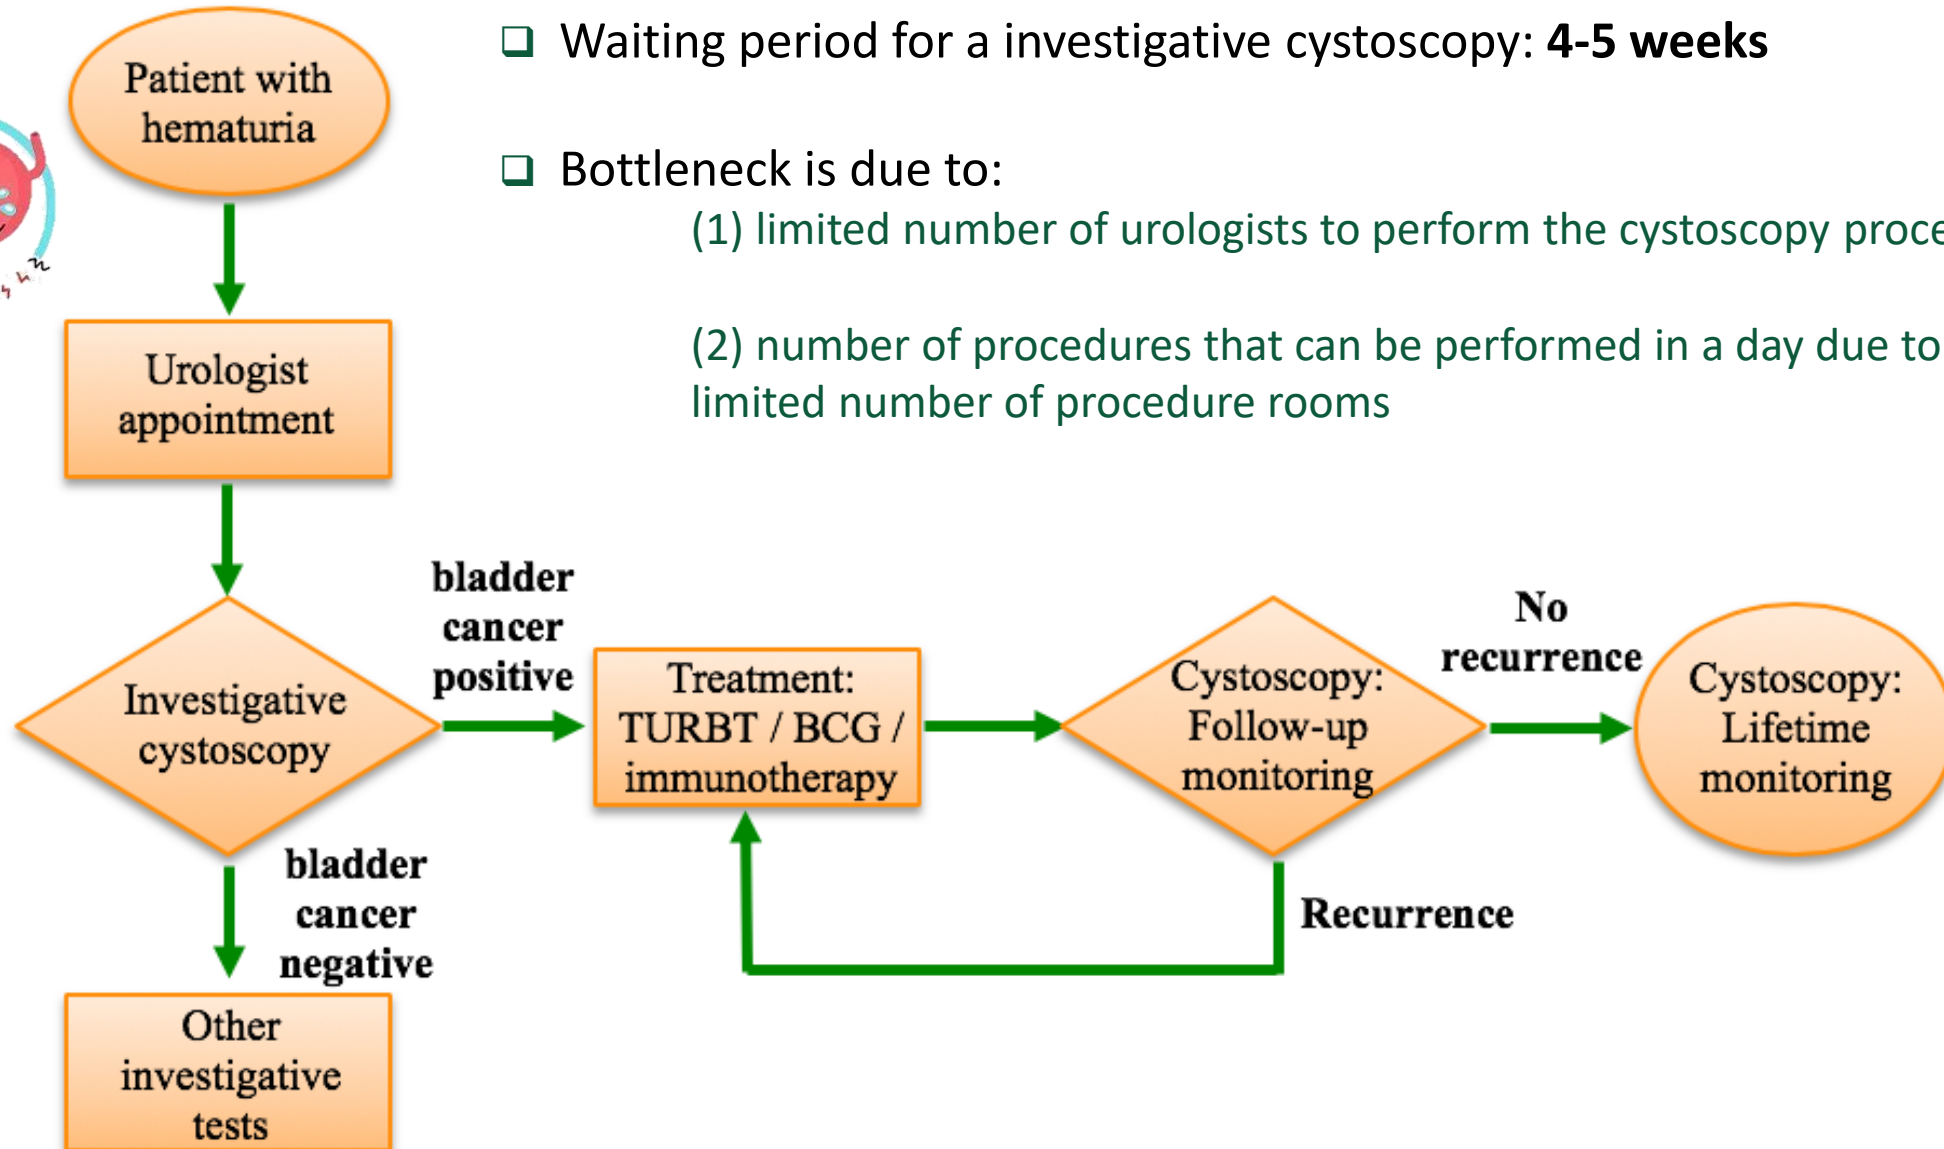 Waiting period for a investigative cystoscopy: 4-5 weeks
Bottleneck is due to:
(1) limited number of urologists to perform the cystoscopy
(2) number of procedures that can be performed in a day due to
limited number of procedure rooms
Patient with
hematuria
Urologist
appointment
Investigative
cystoscopy
bladder
cancer
positive
bladder
cancer
negative
Other
investigative
tests
Treatment:
TURBT / BCG /
immunotherapy
Cystoscopy:
Follow-up
monitoring
Recurrence
No
recurrence
Cystoscopy:
Lifetime
monitoring